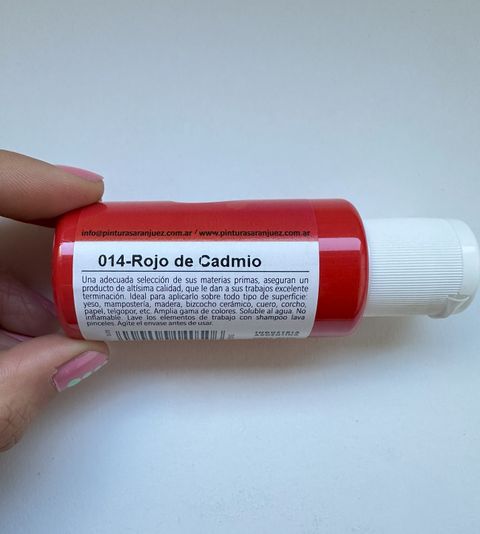 info@pinturasaranjuez.com.ar / www.pinturasaranjuez.com.ar
014-Rojo de Cadmio
Una adecuada selección de sus materias primas, aseguran un
producto de altísima calidad, que le dan a sus trabajos excelente
terminación. Ideal para aplicarlo sobre todo tipo de superficie:
yeso, mampostería, madera, bizcocho cerámico, cuero, corcho,
papel, telgopor, etc. Amplia gama de colores. Soluble al agua. No
inflamable. Lave los elementos de trabajo con shampoo lava
pinceles. Agite el envase antes de usar.
INDUSTRIA
ARGENTINA